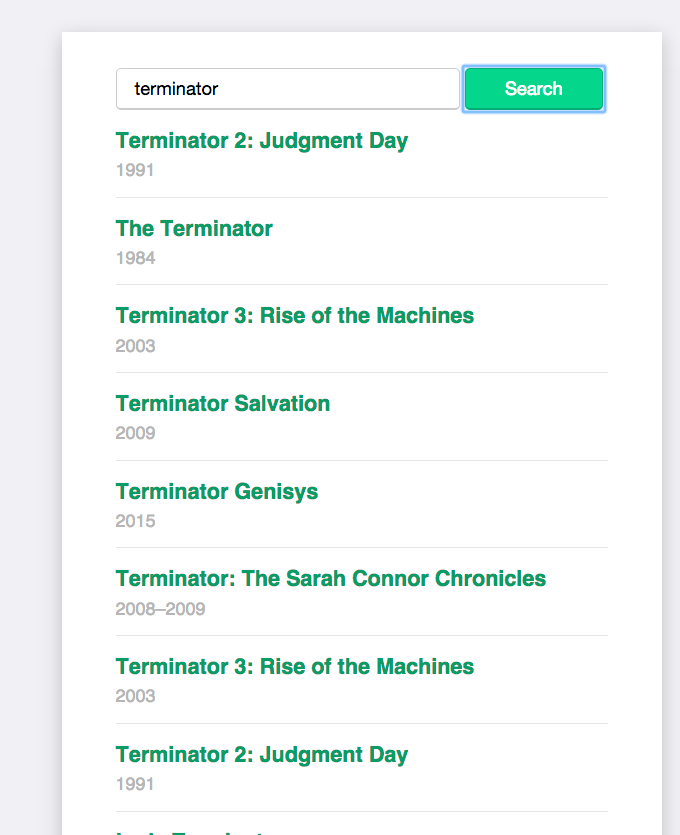 terminator
Search
Terminator 2: Judgment Day
1991
The Terminator
1984
Terminator 3: Rise of the Machines
2003
Terminator Salvation
2009
Terminator Genisys
2015
Terminator: The Sarah Connor Chronicles
2008–2009
Terminator 3: Rise of the Machines
2003
Terminator 2: Judgment Day
1991